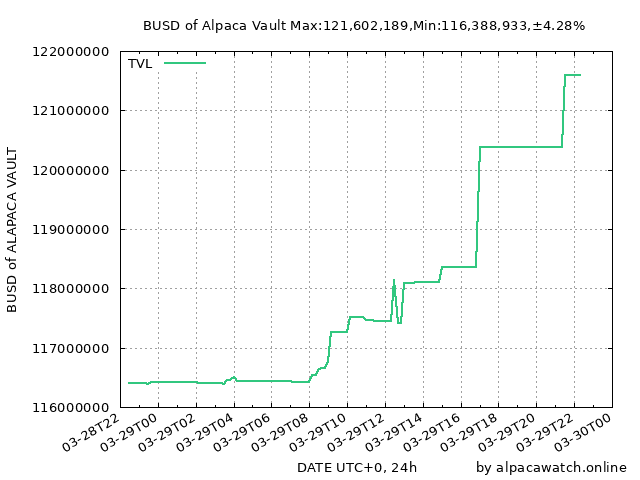 BUSD of Alpaca Vault Max:121,602,189,Min:116,388,933,±4.28%
TVL
122000000
121000000
120000000
119000000
118000000
117000000
116000000
BUSD of ALAPACA VAULT
03-28T22
03-29T00
03-29T02
03-29T04
03-29T06
03-29T08
03-29T10
03-29T12
03-29T14
03-29T16
03-29T18
03-29T20
03-29T22
03-30T00
DATE UTC+0, 24h
by alpacawatch.online